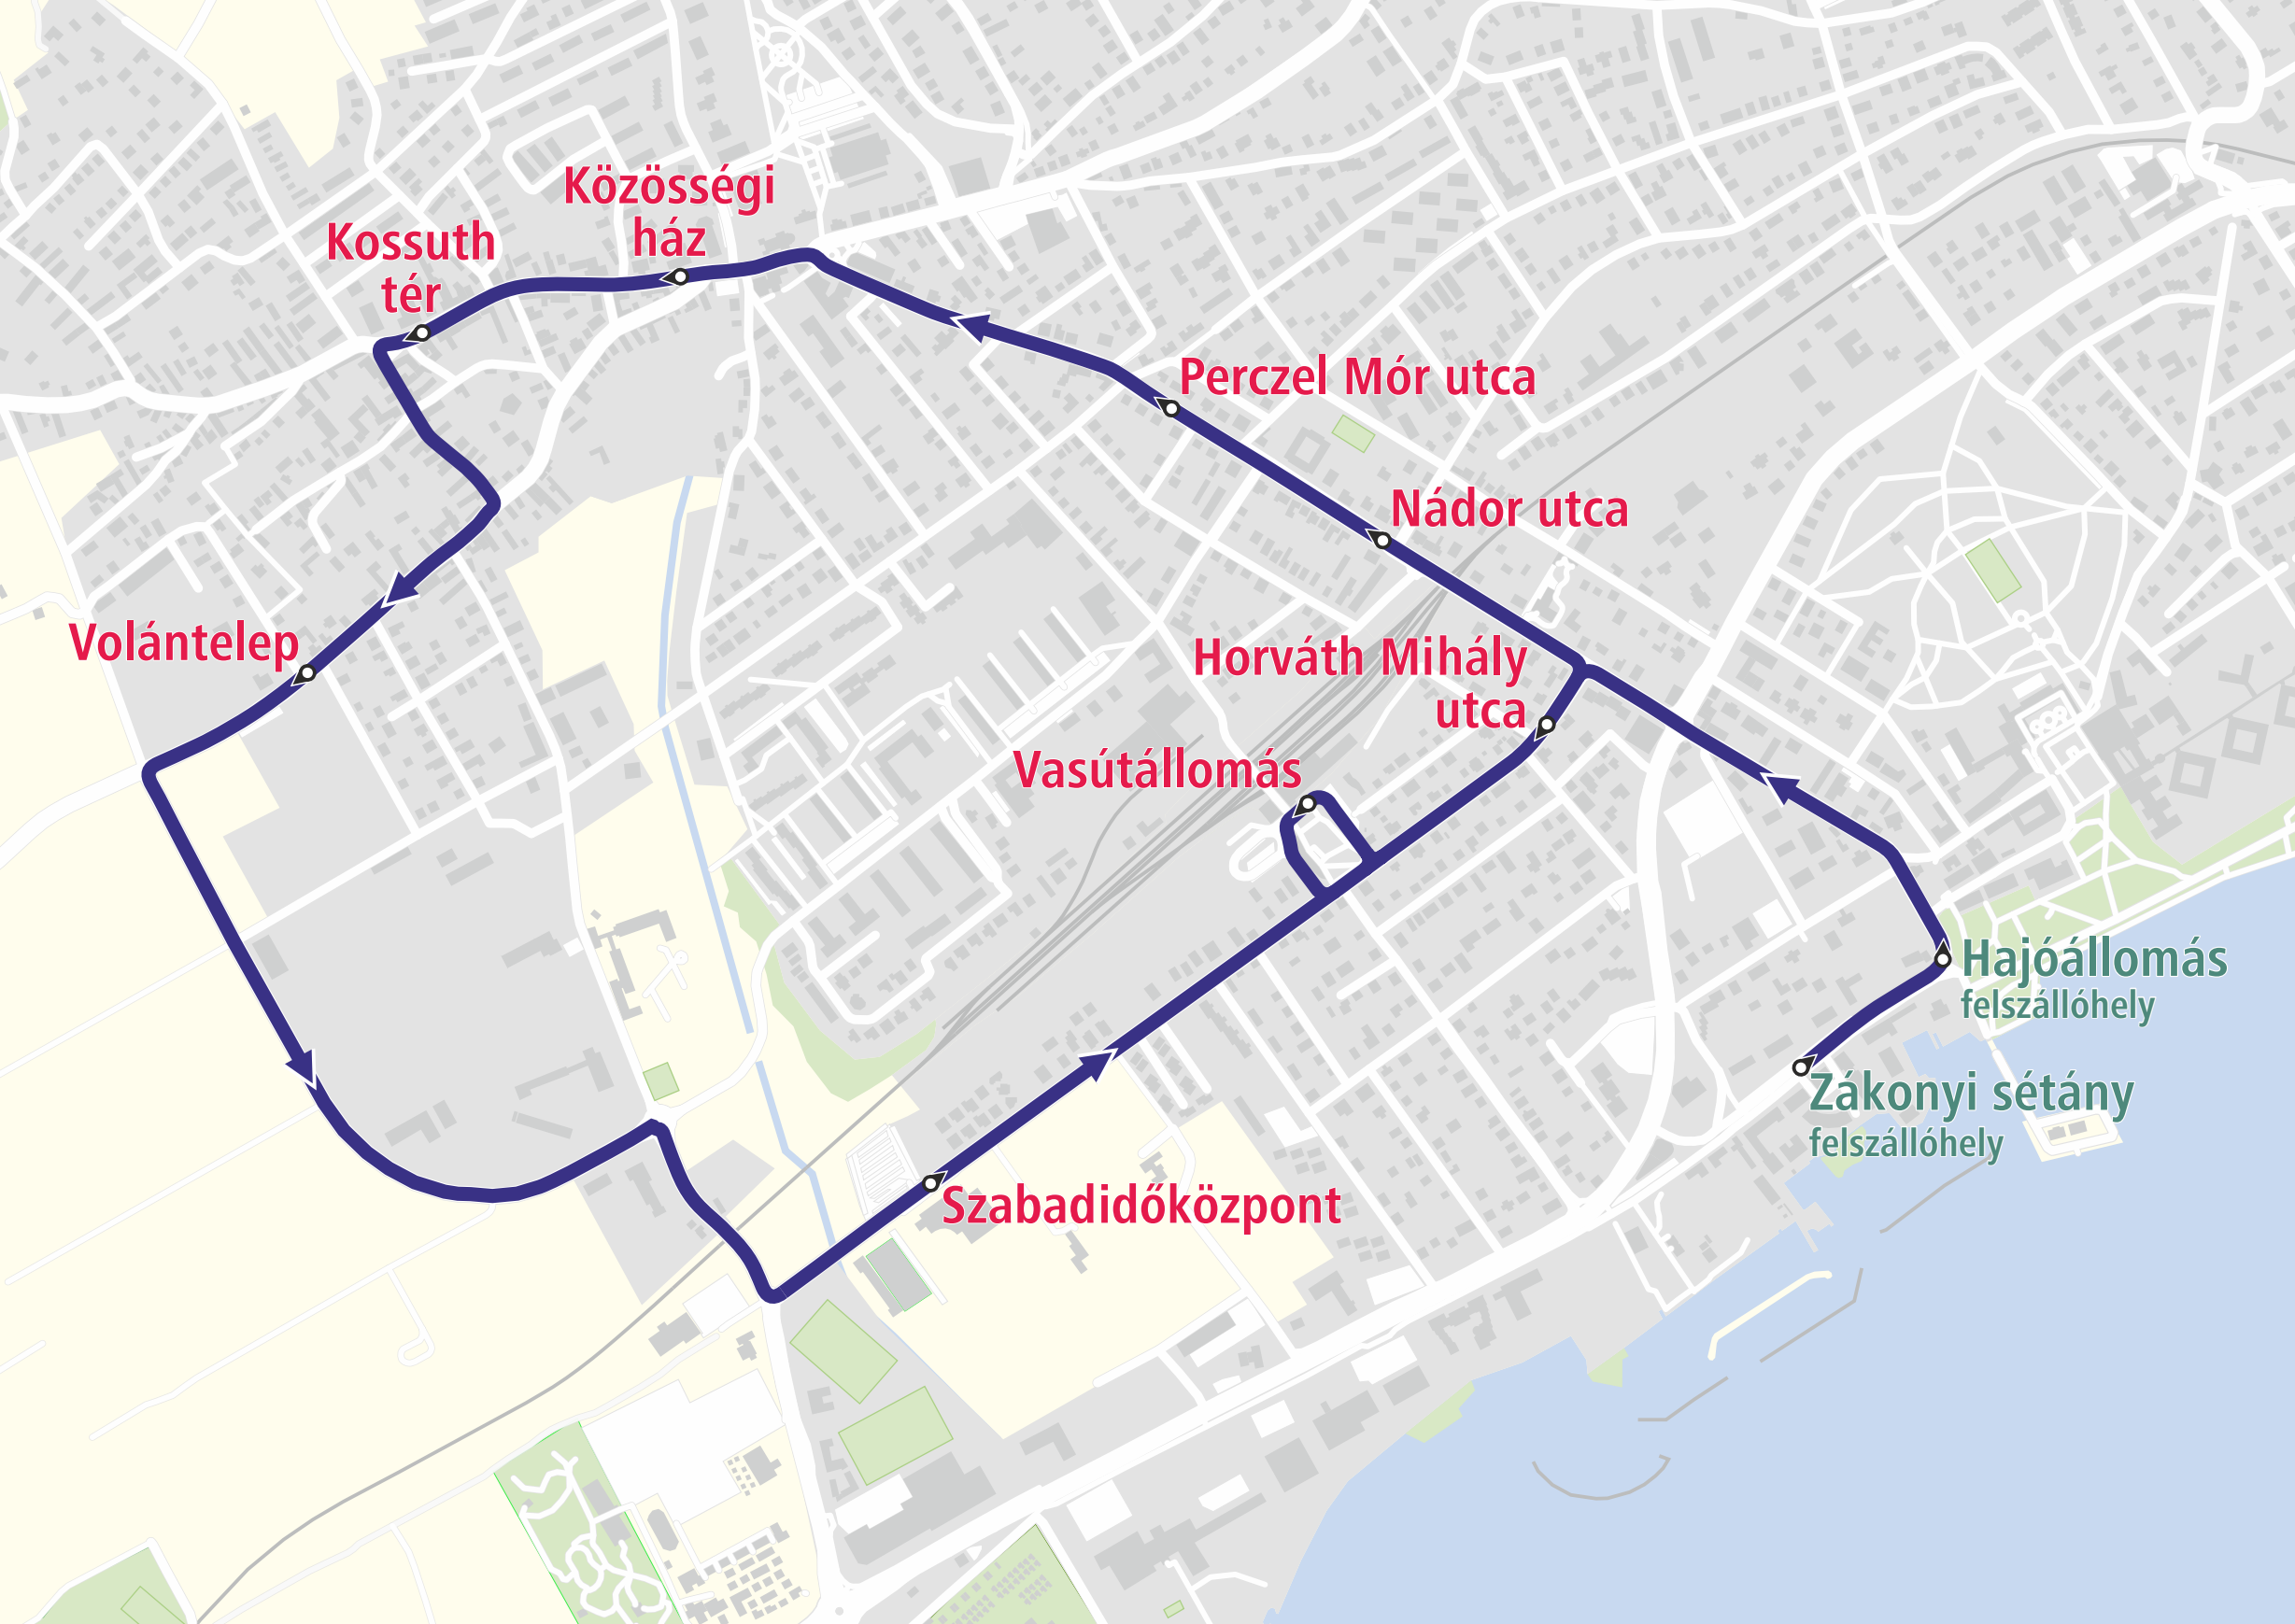 Közösségi
ház
Kossuth
tér
Perczel Mór utca
Nádor utca
Volántelep
Horváth Mihály
utca
Vasútállomás
Hajóállomás
felszállóhely
Zákonyi sétány
felszállóhely
Szabadidőközpont